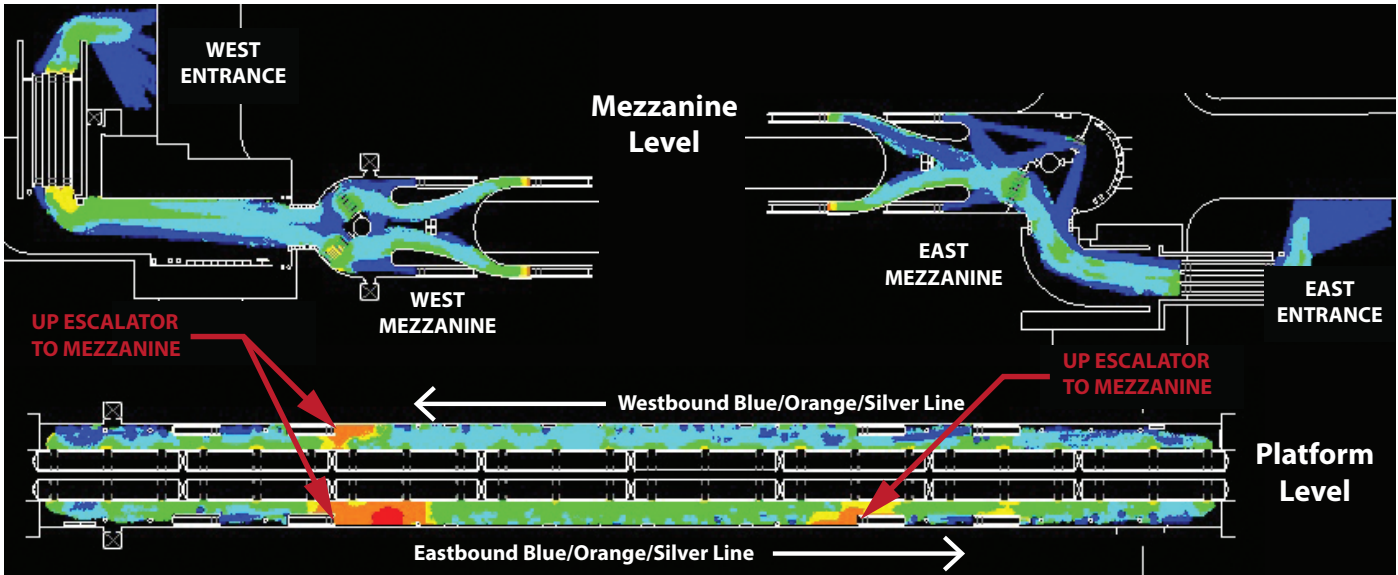 WEST
ENTRANCE
Mezzanine
Level
WEST
MEZZANINE
EAST
MEZZANINE
EAST
ENTRANCE
UP ESCALATOR
TO MEZZANINE
UP ESCALATOR
TO MEZZANINE
Westbound Blue/Orange/Silver Line
Platform
Level
Eastbound Blue/Orange/Silver Line